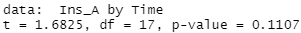 data:  Ins_A by Time
t = 1.6825, df = 17, p-value = 0.1107